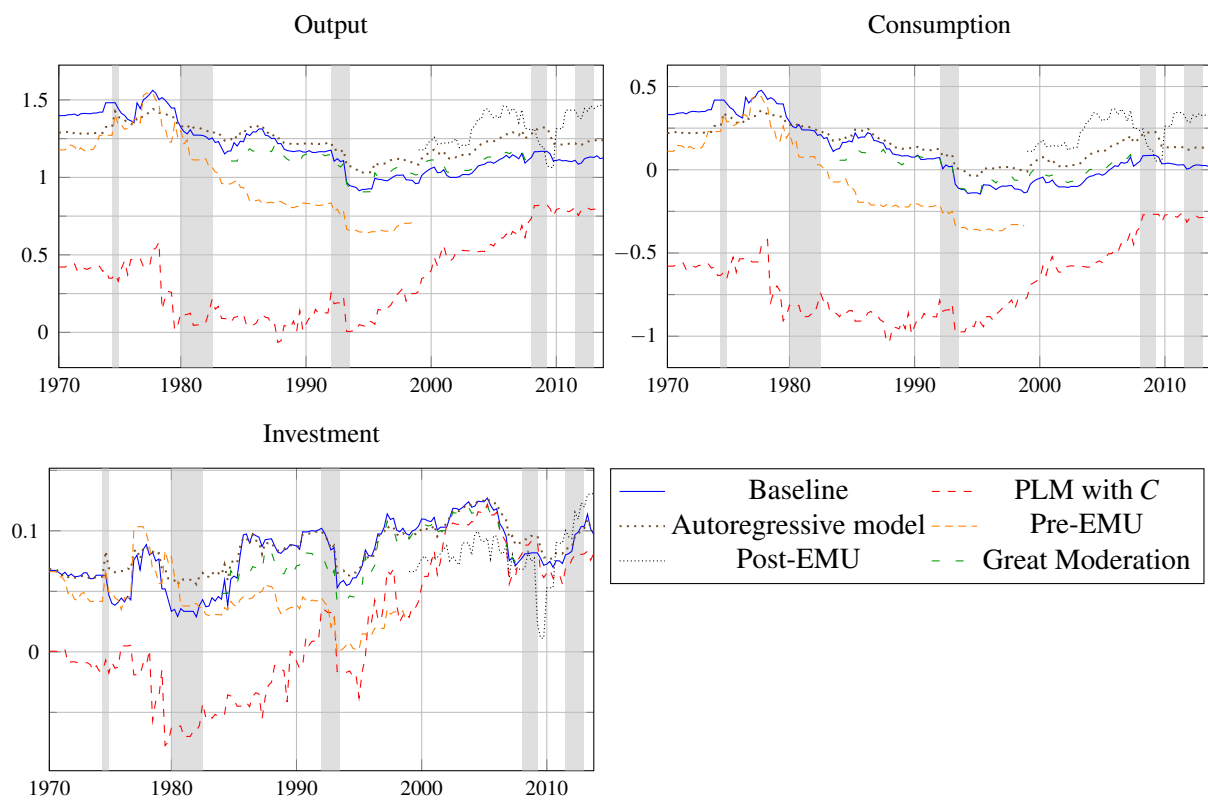 Output
Consumption
1.5
1
0.5
0
1970 1980 1990 2000 2010
0.5
0
−0.5
−1
1970 1980 1990 2000 2010
Investment
0.1
0
1970 1980 1990 2000 2010
Baseline PLM with C
Autoregressive model Pre-EMU
Post-EMU Great Moderation